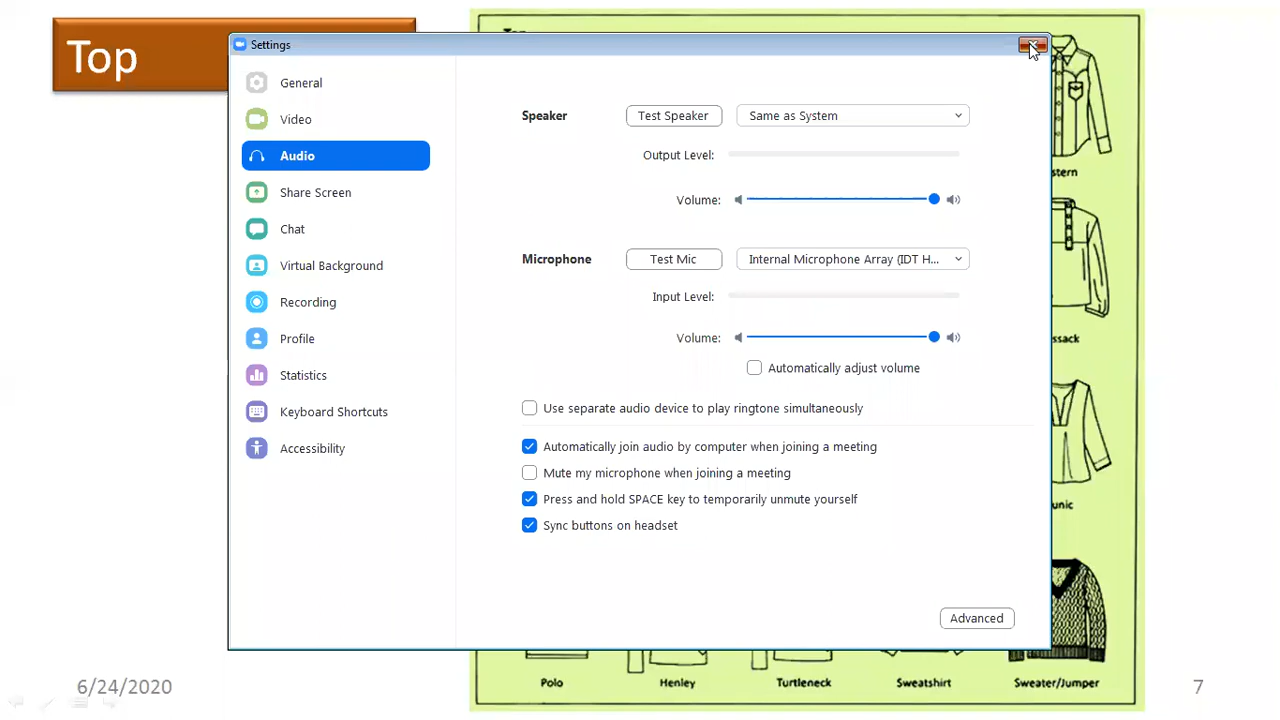 Top
Settings
General
Video
Audio
Share Screen
Chat
Virtual Background
Recording
Profile
Statistics
Keyboard Shortcuts
Accessibility
Speaker
Test Speaker
Same as System
Output Level:
Volume:
Microphone
Test Mic
Internal Microphone Array (IDT H...
Input Level:
Volume:
Automatically adjust volume
Use separate audio device to play ringtone simultaneously
Automatically join audio by computer when joining a meeting
Mute my microphone when joining a meeting
Press and hold SPACE key to temporarily unmute yourself
Sync buttons on headset
Advanced
stern
ssack
unic
Polo Henley Turtleneck Sweatshirt Sweater/Jumper
6/24/2020
7